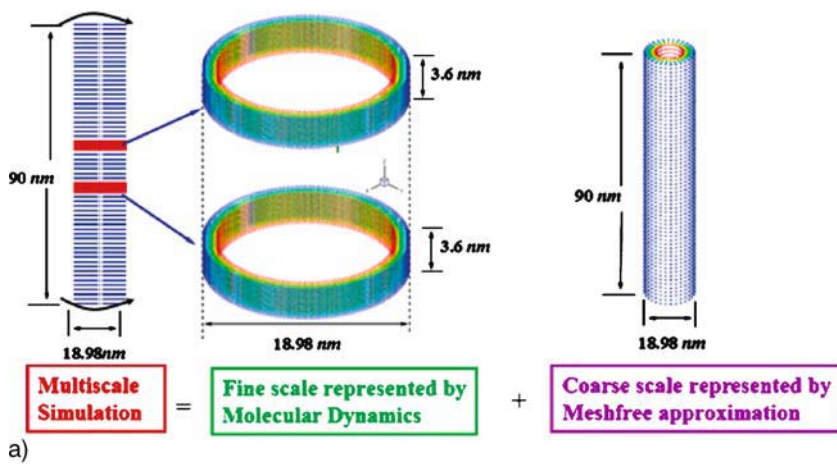 90 nm
18.98nm
3.6 nm
3.6 nm
18.98 nm
90 nm
18.98 nm
Multiscale
Simulation
=
Fine scale represented by
Molecular Dynamics
+
Coarse scale represented by
Meshfree approximation
a)